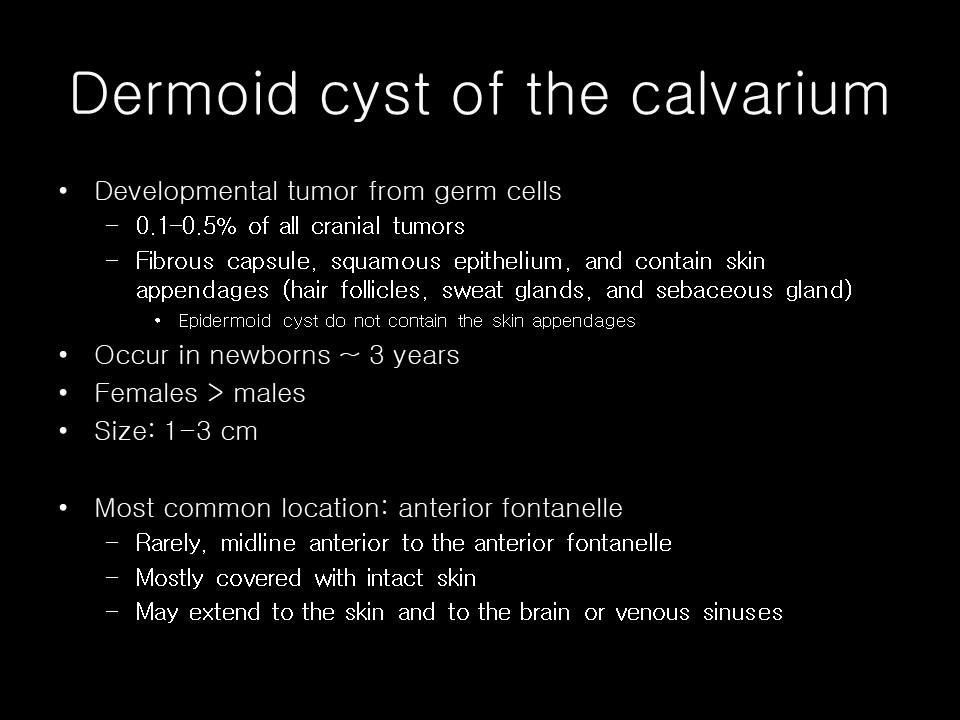 Dermoid cyst of the calvarium
• Developmental tumor from germ cells
– 0.1-0.5% of all cranial tumors
– Fibrous capsule, squamous epithelium, and contain skin
appendages (hair follicles, sweat glands, and sebaceous gland)
• Epidermoid cyst do not contain the skin appendages
• Occur in newborns ~ 3 years
• Females > males
• Size: 1-3 cm
• Most common location: anterior fontanelle
– Rarely, midline anterior to the anterior fontanelle
– Mostly covered with intact skin
– May extend to the skin and to the brain or venous sinuses